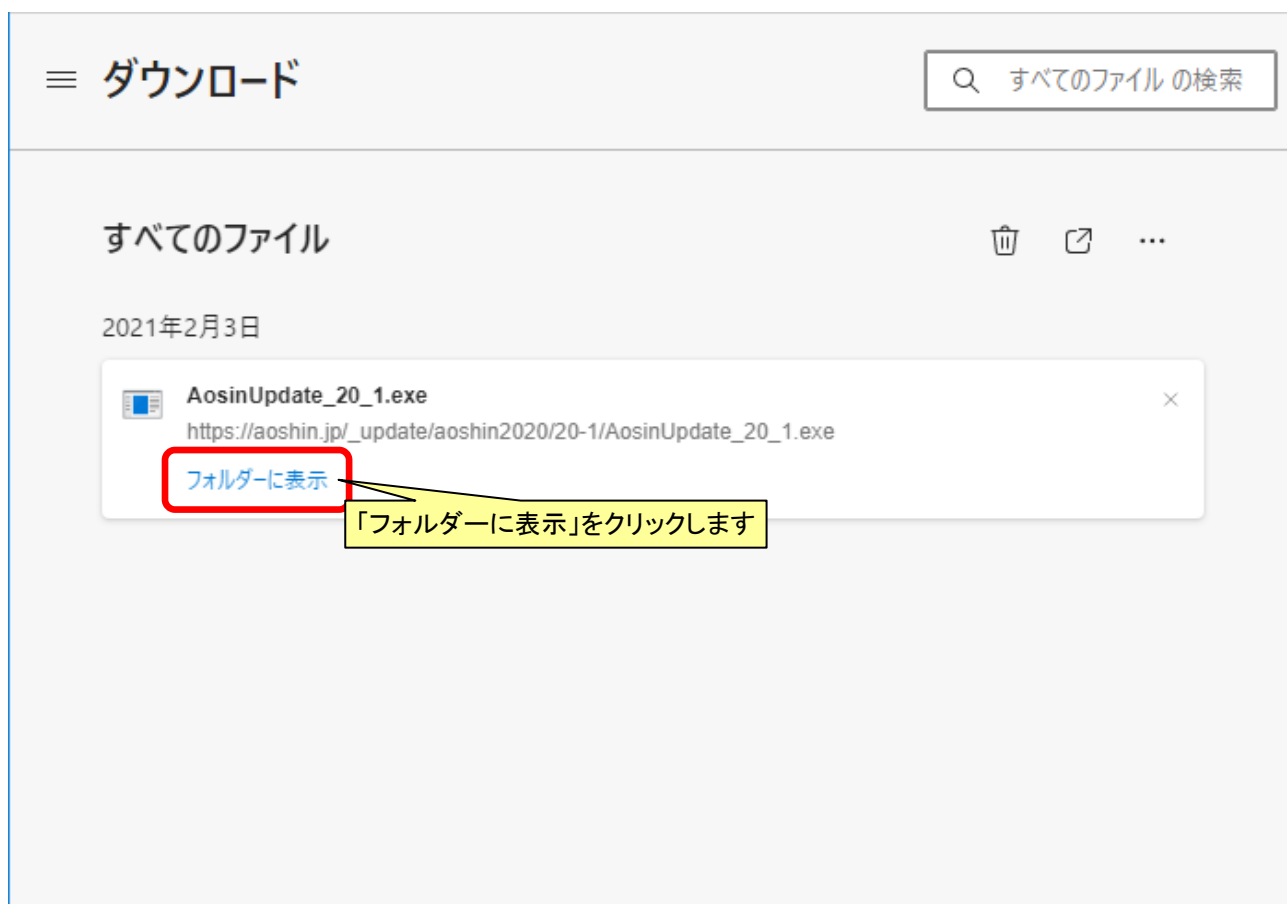 ダウンロード
すべてのファイル の検索
すべてのファイル
2021年2月3日
AosinUpdate_20_1.exe
https://aoshin.jp/_update/aoshin2020/20-1/AosinUpdate_20_1.exe
フォルダーに表示
「フォルダーに表示」をクリックします